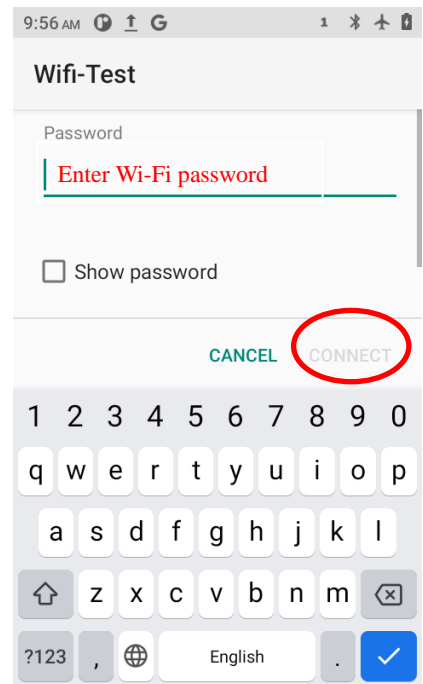 9:56 AM G 1
Wifi-Test
Password
Enter Wi-Fi password
Show password
CANCEL CONNECT
1 2 3 4 5 6 7 8 9 0
q w e r t y u i o p
a s d f g h j k l
z x c v b n m
?123 , English .